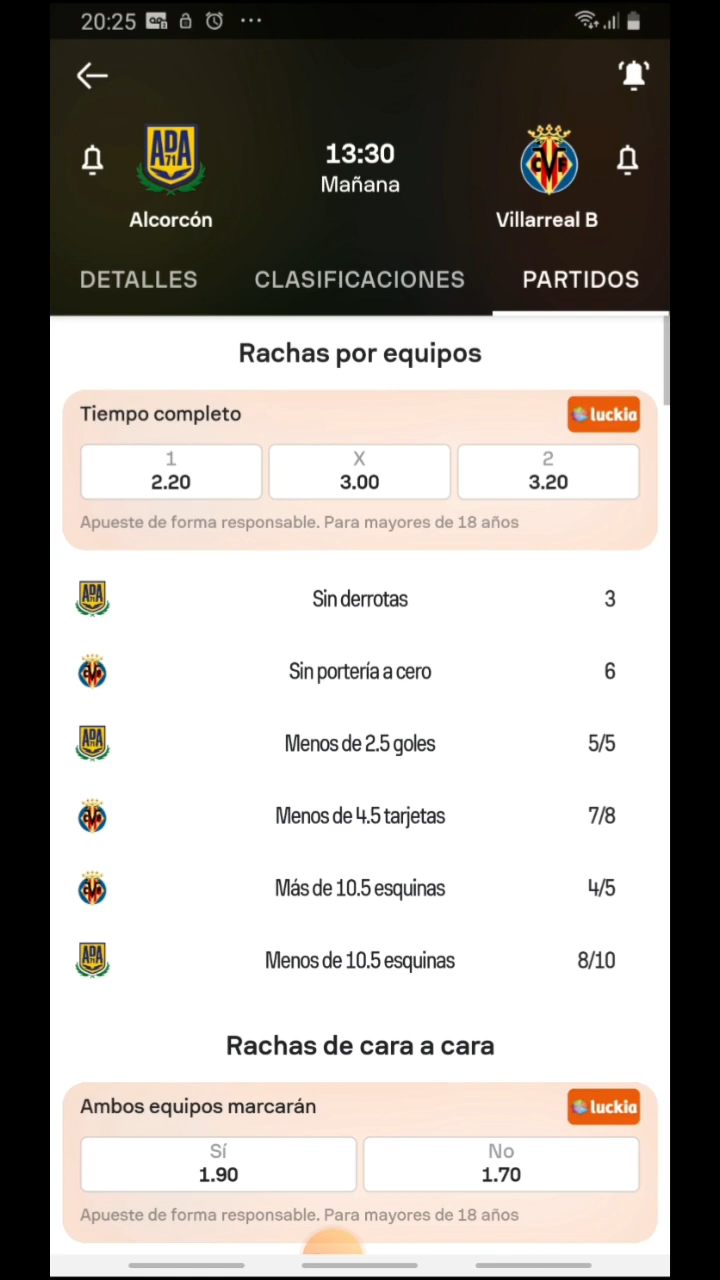 20:25
ADA
71
13:30
CVF
Mañana
Alcorcón
Villarreal B
DETALLES
CLASIFICACIONES
PARTIDOS
Rachas por equipos
Tiempo completo
luckia
1
X
2
2.20
3.00
3.20
Apueste de forma responsable. Para mayores de 18 años
Sin derrotas
3
Sin portería a cero
6
Menos de 2.5 goles
5/5
Menos de 4.5 tarjetas
7/8
Más de 10.5 esquinas
4/5
Menos de 10.5 esquinas
8/10
Rachas de cara a cara
Ambos equipos marcarán
luckia
Sí
No
1.90
1.70
Apueste de forma responsable. Para mayores de 18 años